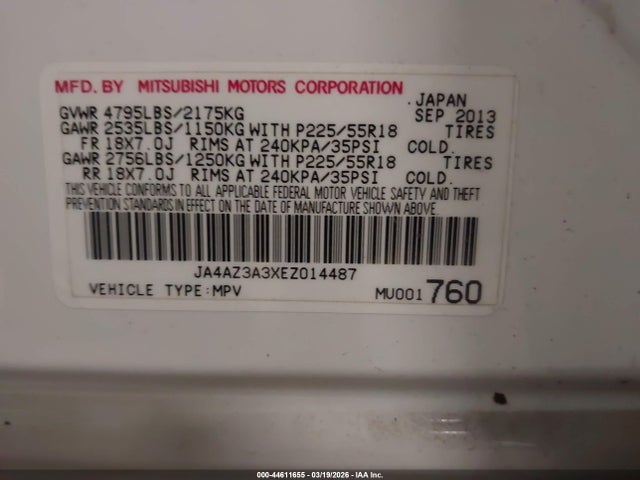 MFD. BY MITSUBISHI MOTORS CORPORATION
.JAPAN
GVWR 4795LBS/2175KG SEP 2013
GAWR 2535LBS/1150KG WITH P225/55R18 TIRES
FR 18X7.0J RIMS AT 240KPA/35PSI COLD.
GAWR 2756LBS/1250KG WITH P225/55R18 TIRES
RR 18X7.0J RIMS AT 240KPA/35PSI COLD.
THIS VEHICLE CONFORMS TO ALL APPLICABLE FEDERAL MOTOR VEHICLE SAFETY AND THEFT
PREVENTION STANDARDS IN EFFECT ON THE DATE OF MANUFACTURE SHOWN ABOVE.
JA4AZ3A3XEZ014487
VEHICLE TYPE:MPV MU001760
000-44611655 - 03/19/2026 - IAA Inc.